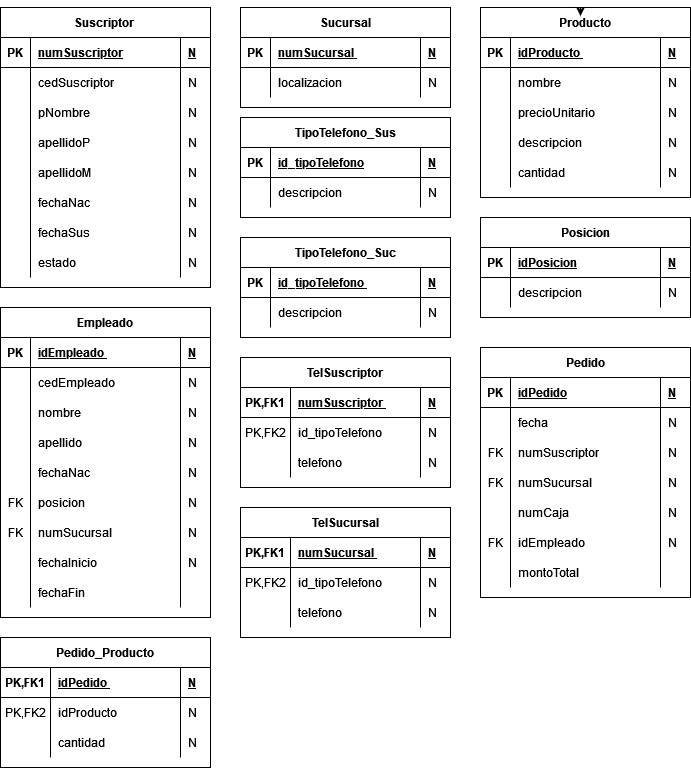 Suscriptor
PK numSuscriptor N
cedSuscriptor N
pNombre N
apellidoP N
apellidoM N
fechaNac N
fechaSus N
estado N
Empleado
PK idEmpleado N
cedEmpleado N
nombre N
apellido N
fechaNac N
FK posicion N
FK numSucursal N
fechaInicio N
fechaFin
Pedido_Producto
PK,FK1 idPedido N
PK,FK2 idProducto N
cantidad N
Sucursal
PK numSucursal N
localizacion N
TipoTelefono_Sus
PK id_tipoTelefono N
descripcion N
TipoTelefono_Suc
PK id_tipoTelefono N
descripcion N
TelSuscriptor
PK,FK1 numSuscriptor N
PK,FK2 id_tipoTelefono N
telefono N
TelSucursal
PK,FK1 numSucursal N
PK,FK2 id_tipoTelefono N
telefono N
Producto
PK idProducto N
nombre N
precioUnitario N
descripcion N
cantidad N
Posicion
PK idPosicion N
descripcion N
Pedido
PK idPedido N
fecha N
FK numSuscriptor N
FK numSucursal N
numCaja N
FK idEmpleado N
montoTotal